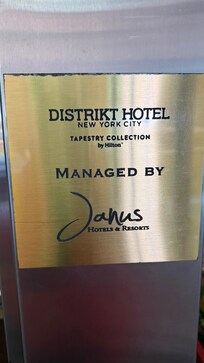 DISTRIKT HOTEL
NEW YORK CITY
TAPESTRY COLLECTION
by Hilton
MANAGED BY
Janus
HOTELS & RESORTS